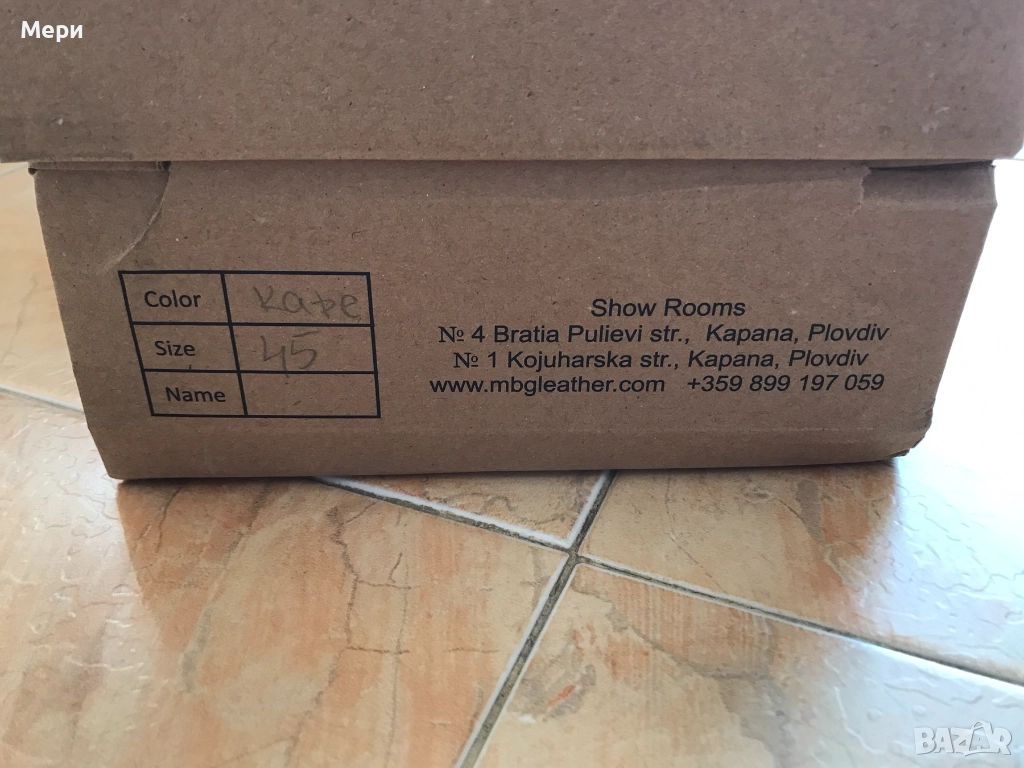 Мери
Color кафе
Size 45
Name
Show Rooms
№ 4 Bratia Pulievi str., Kapana, Plovdiv
№ 1 Kojuharska str., Kapana, Plovdiv
www.mbgleather.com +359 899 197 059
BAZAR